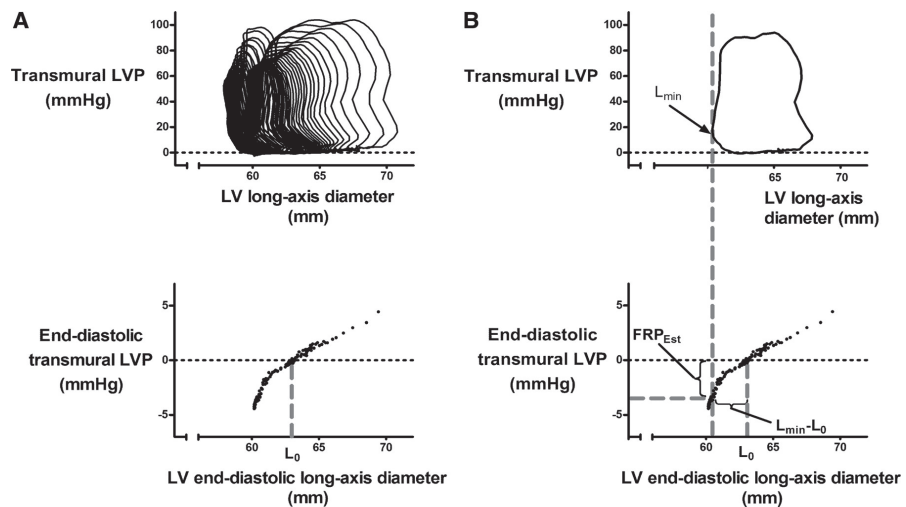 A
Transmural LVP
(mmHg)
100
80
60
40
20
0
60
65
70
LV long-axis diameter
(mm)
End-diastolic
transmural LVP
(mmHg)
5
0
-5
60
65
70
L0
LV end-diastolic long-axis diameter
(mm)
B
Transmural LVP
(mmHg)
100
80
60
40
20
0
Lmin
60
65
70
LV long-axis
diameter (mm)
End-diastolic
transmural LVP
(mmHg)
5
0
-5
FRPEst
Lmin-L0
60
65
70
L0
LV end-diastolic long-axis diameter
(mm)